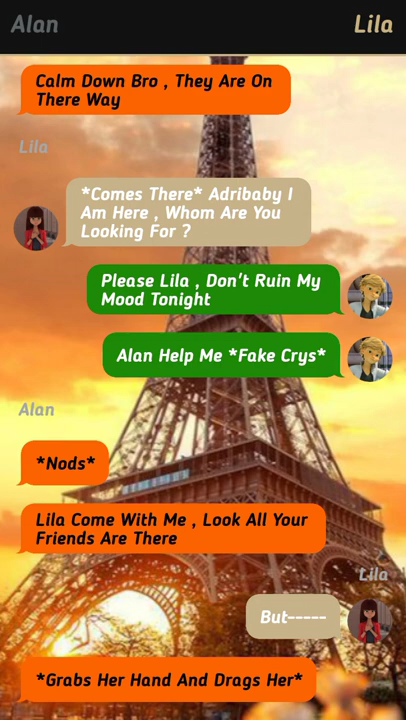 Alan
Lila
Calm Down Bro , They Are On
There Way
Lila
*Comes There* Adribaby I
Am Here , Whom Are You
Looking For ?
Please Lila , Don't Ruin My
Mood Tonight
Alan Help Me *Fake Crys*
Alan
*Nods*
Lila Come With Me , Look All Your
Friends Are There
Lila
But-----
*Grabs Her Hand And Drags Her*